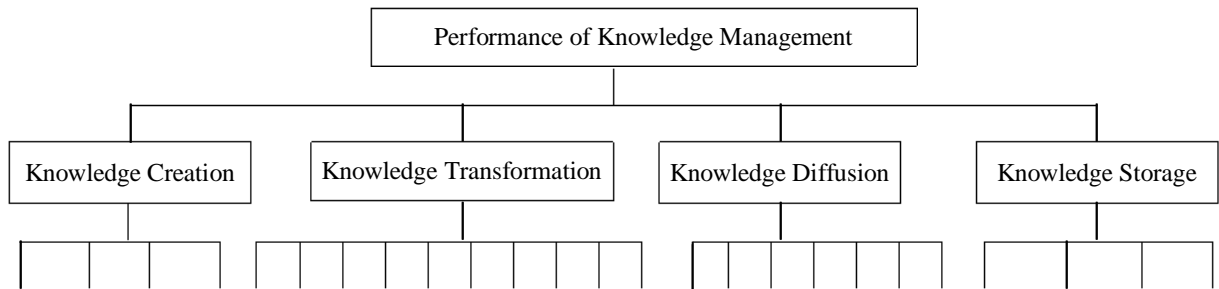 Performance of Knowledge Management
Knowledge Creation
Knowledge Transformation
Knowledge Diffusion
Knowledge Storage